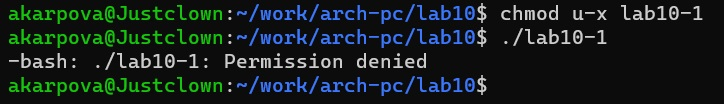 akarpova@Justclown:~/work/arch-pc/lab10$ chmod u-x lab10-1
akarpova@Justclown:~/work/arch-pc/lab10$ ./lab10-1
-bash: ./lab10-1: Permission denied
akarpova@Justclown:~/work/arch-pc/lab10$